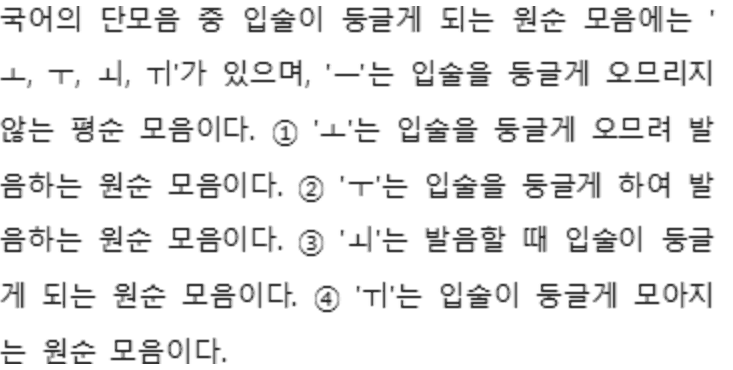 국어의 단모음 중 입술이 둥글게 되는 원순 모음에는 '
ㅗ, ㅜ, ㅚ, ㅟ'가 있으며, 'ㅡ'는 입술을 둥글게 오므리지
않는 평순 모음이다. ① 'ㅗ'는 입술을 둥글게 오므려 발
음하는 원순 모음이다. ② 'ㅜ'는 입술을 둥글게 하여 발
음하는 원순 모음이다. ③ 'ㅚ'는 발음할 때 입술이 둥글
게 되는 원순 모음이다. ④ 'ㅟ'는 입술이 둥글게 모아지
는 원순 모음이다.